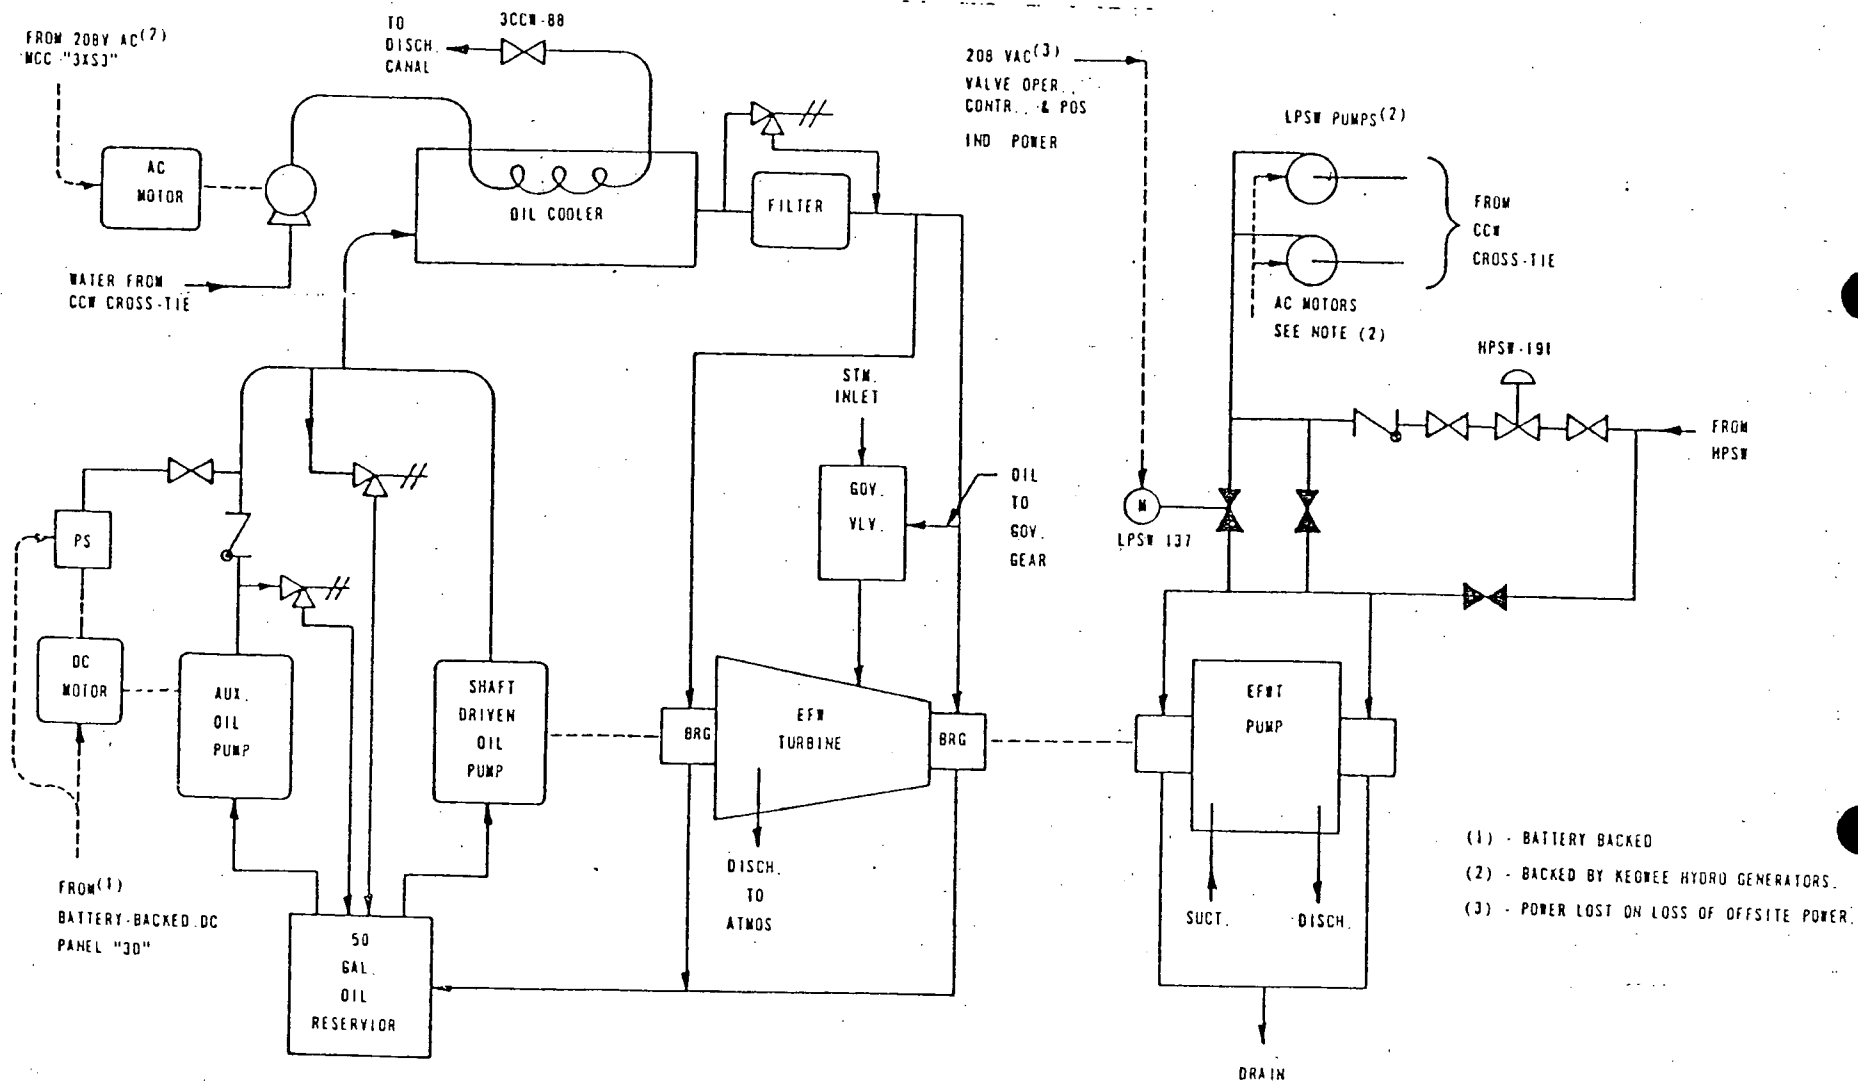 FROM 208V AC(2)
MCC "3XSJ"
TO
DISCH.
CANAL
3CCW-88
208 VAC(3)
VALVE OPER.,
CONTR., & POS
IND POWER
LPSW PUMPS(2)
AC
MOTOR
OIL COOLER
FILTER
FROM
CCW
CROSS-TIE
WATER FROM
CCW CROSS-TIE
AC MOTORS
SEE NOTE (2)
HPSW-191
STM.
INLET
FROM
HPSW
GOV.
VLV.
OIL
TO
GOV.
GEAR
PS
M
LPSW 137
DC
MOTOR
AUX.
OIL
PUMP
SHAFT
DRIVEN
OIL
PUMP
BRG
EFW
TURBINE
BRG
EFWT
PUMP
DISCH.
TO
ATMOS
SUCT.
DISCH.
(1) - BATTERY BACKED
(2) - BACKED BY KEOWEE HYDRO GENERATORS.
(3) - POWER LOST ON LOSS OF OFFSITE POWER.
FROM(1)
BATTERY-BACKED DC
PANEL "3D"
50
GAL.
OIL
RESERVIOR
DRAIN